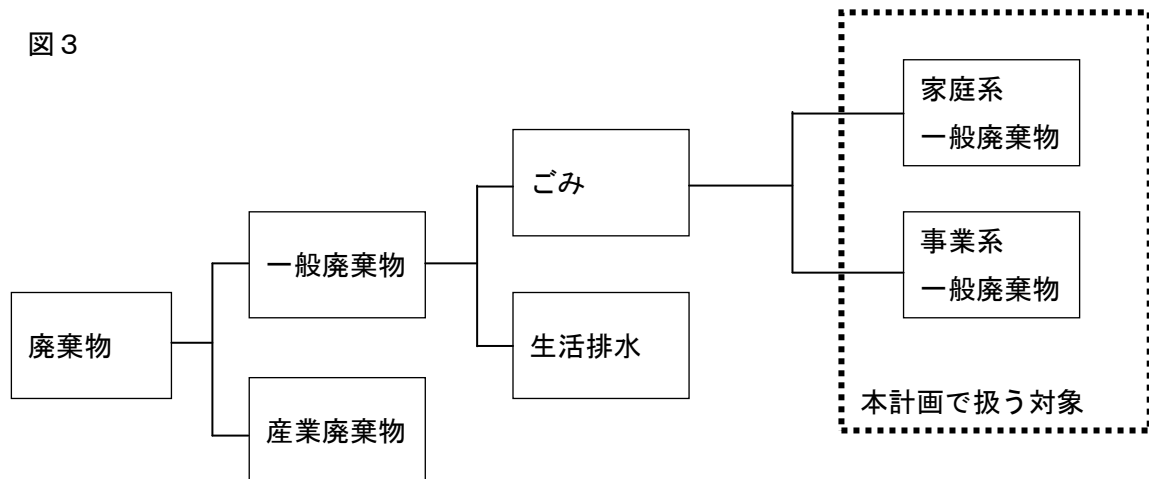 図３
家庭系
一般廃棄物
ごみ
事業系
一般廃棄物
一般廃棄物
廃棄物
生活排水
産業廃棄物
本計画で扱う対象